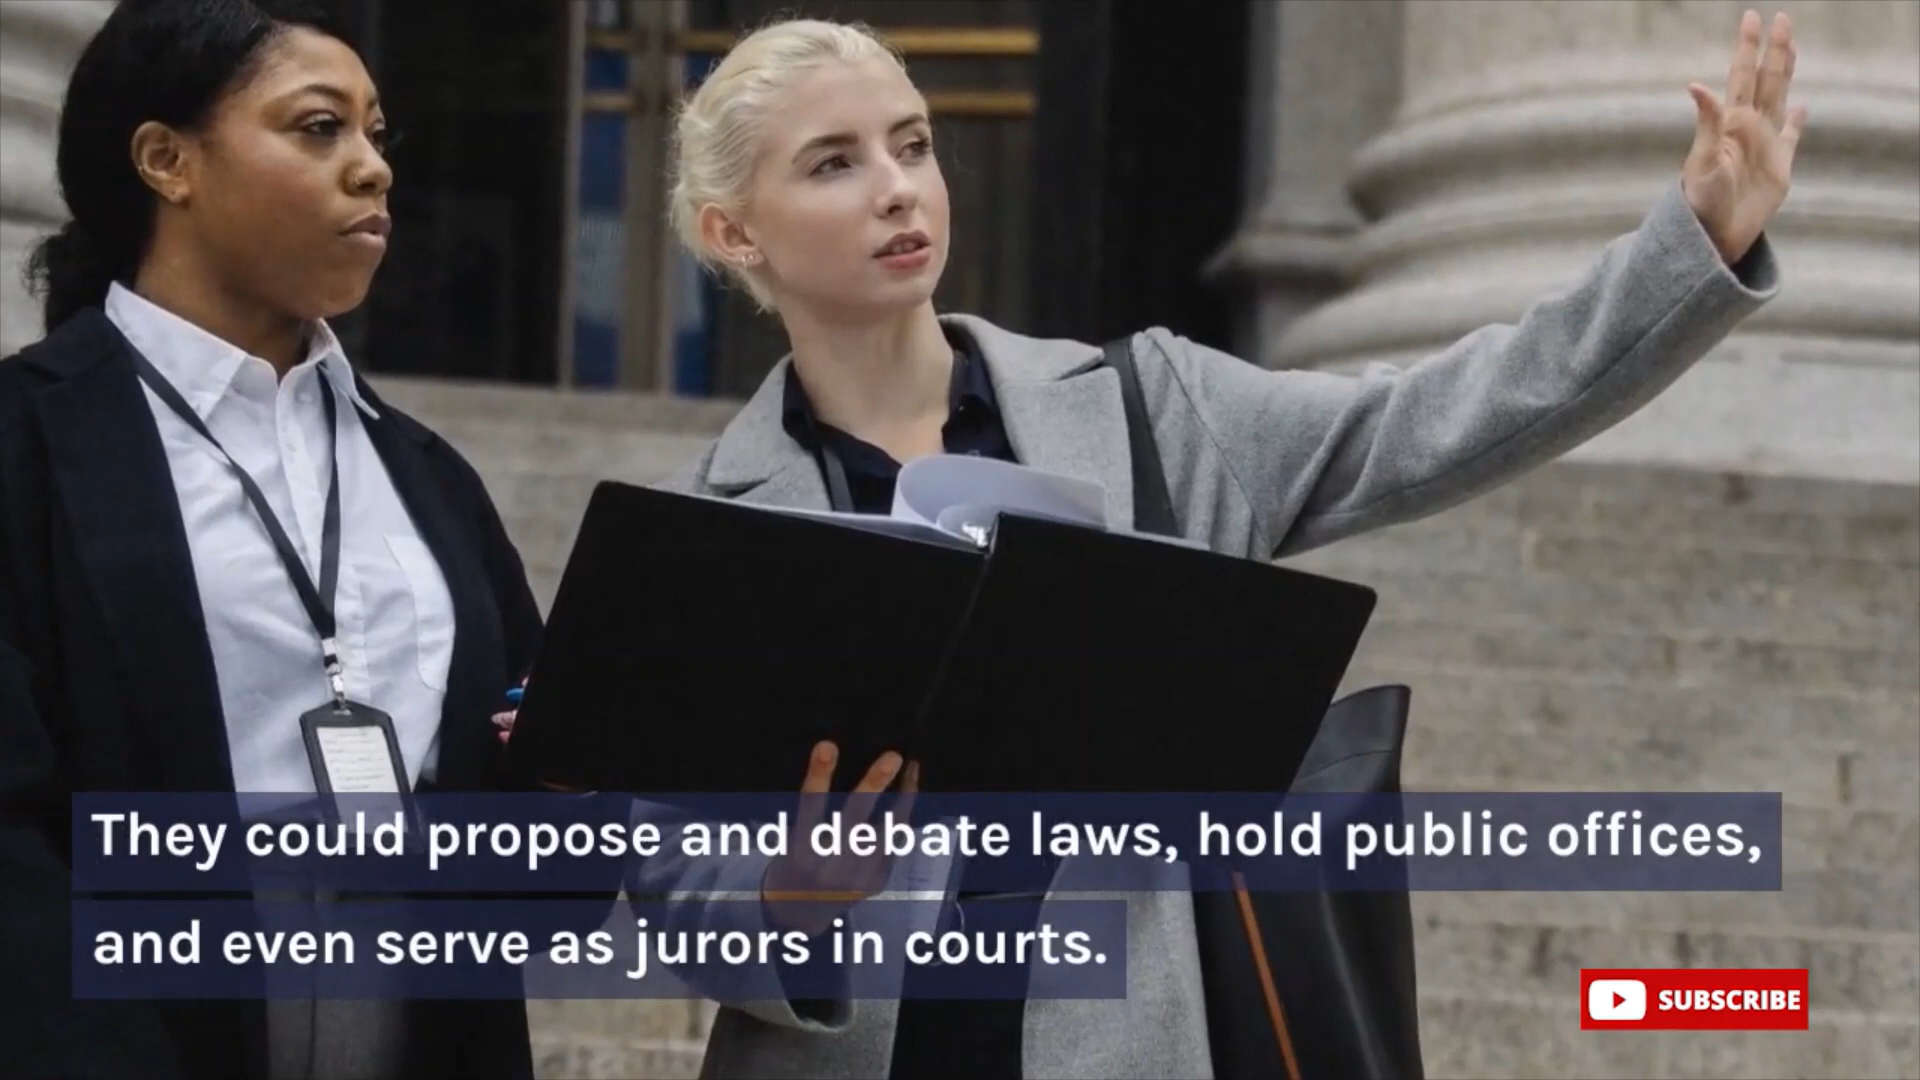 They could propose and debate laws, hold public offices,
and even serve as jurors in courts.
SUBSCRIBE